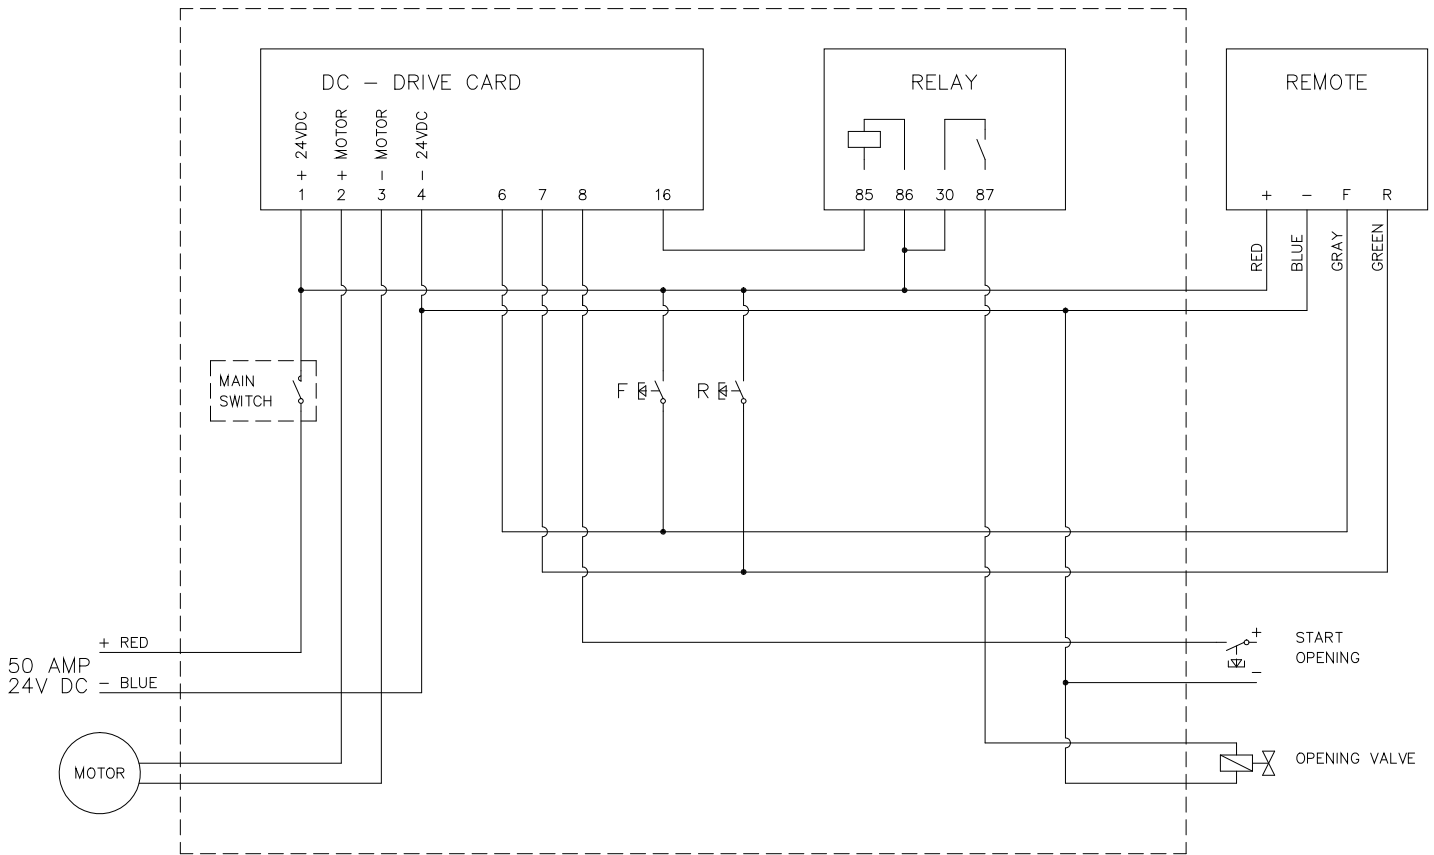 DC - DRIVE CARD
RELAY
REMOTE
+ 24VDC
+ MOTOR
- MOTOR
- 24VDC
1 2 3 4 6 7 8 16
85 86 30 87
+ - F R
RED
BLUE
GRAY
GREEN
MAIN
SWITCH
F
R
+ RED
50 AMP
24V DC
- BLUE
+
START
OPENING
-
MOTOR
OPENING VALVE